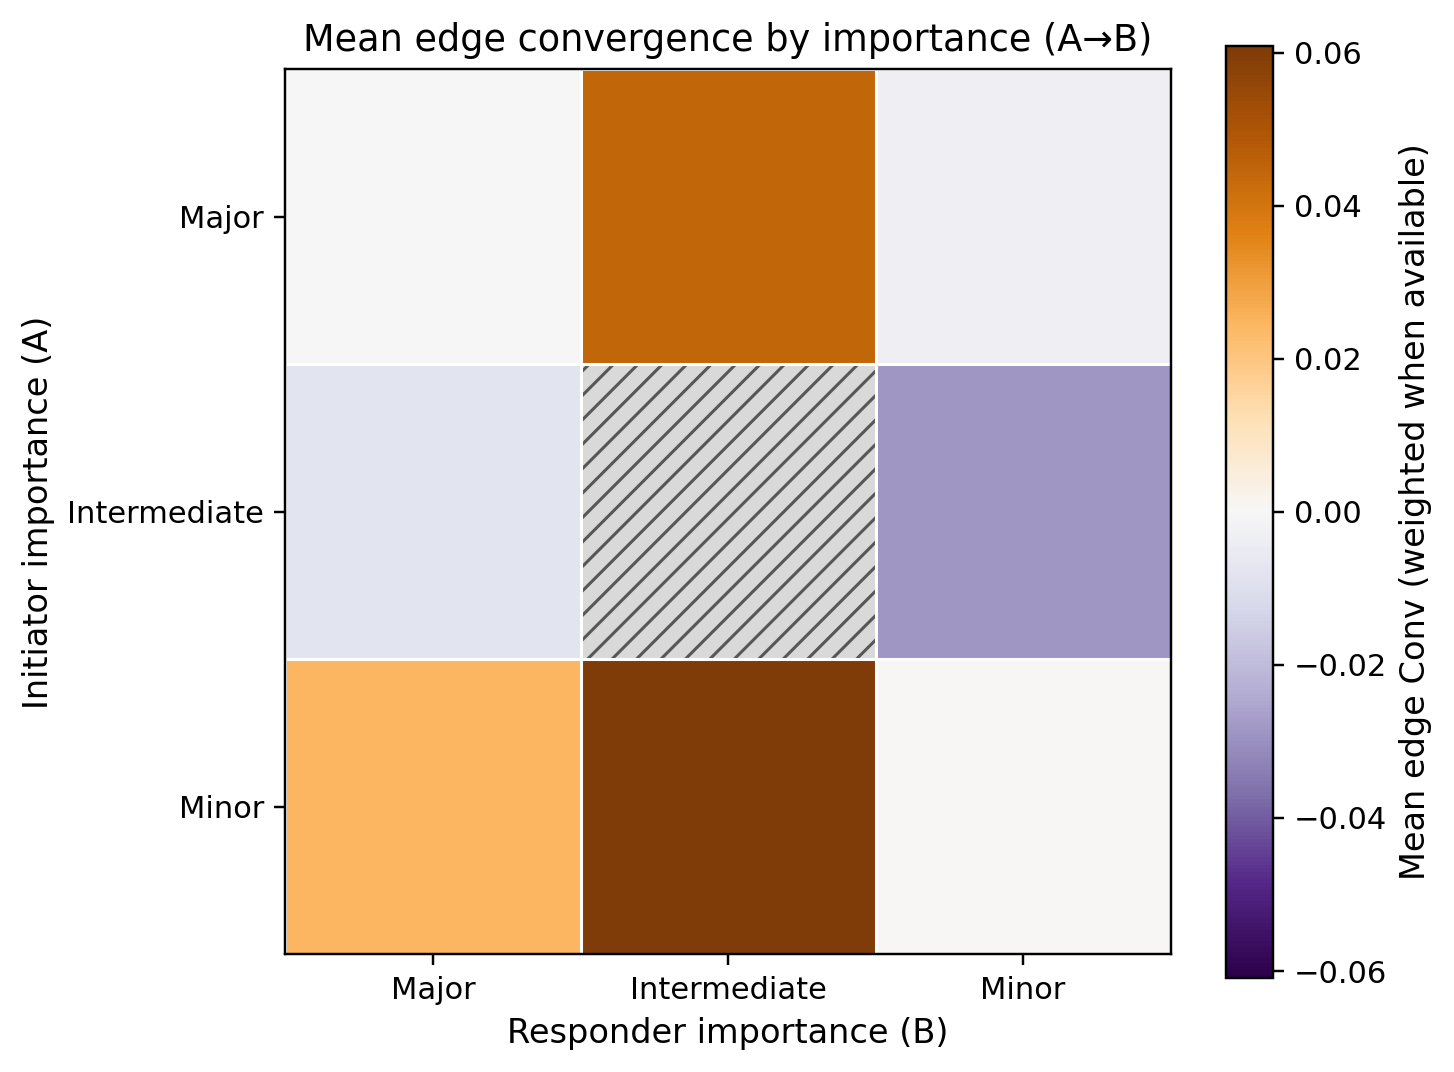 Mean edge convergence by importance (A→B)
Initiator importance (A)
Major
Intermediate
Minor
Major
Intermediate
Minor
Responder importance (B)
0.06
0.04
0.02
0.00
−0.02
−0.04
−0.06
Mean edge Conv (weighted when available)